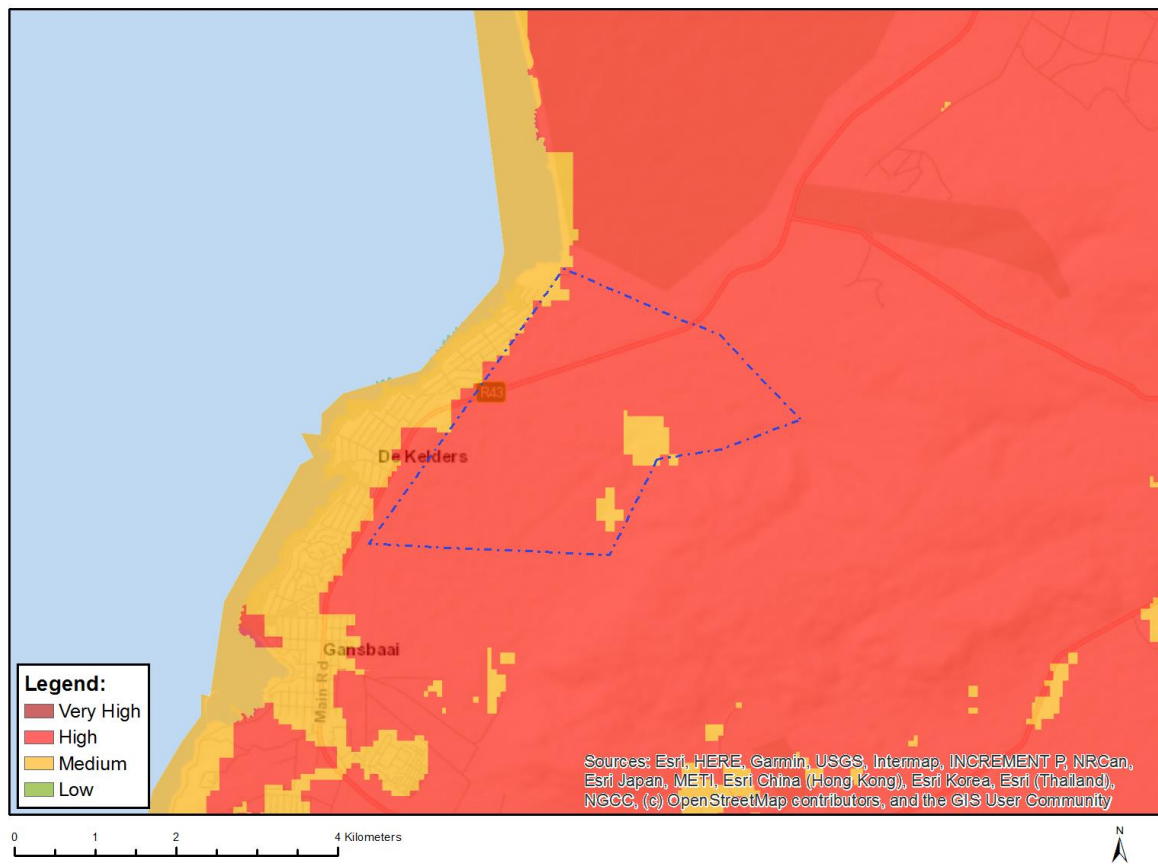 R43
De Kelders
Gansbaai
Main Rd
Legend:
Very High
High
Medium
Low
Sources: Esri, HERE, Garmin, USGS, Intermap, INCREMENT P, NRCan,
Esri Japan, METI, Esri China (Hong Kong), Esri Korea, Esri (Thailand),
NGCC, (c) OpenStreetMap contributors, and the GIS User Community
0 1 2 4 Kilometers
N